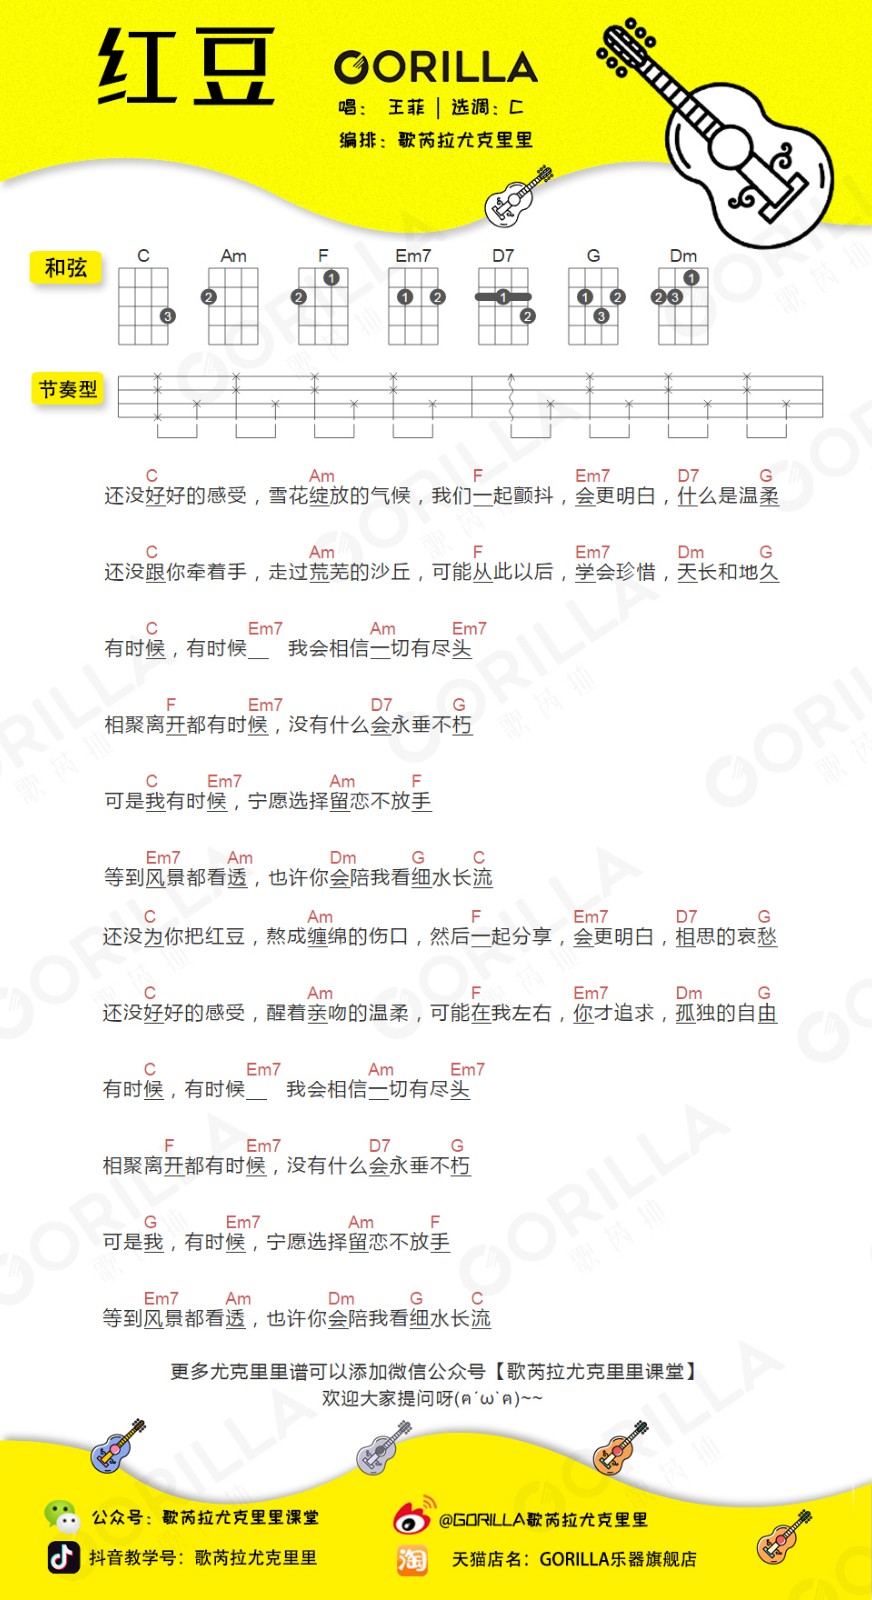 红豆
GORILLA
唱： 王菲 | 选调：C
编排：歌芮拉尤克里里
和弦
C Am F Em7 D7 G Dm
3 2 1 2 1 2 1 2 1 2 1 2 3 1 2 3
节奏型
C Am F Em7 D7 G
还没好好的感受，雪花绽放的气候，我们一起颤抖，会更明白，什么是温柔
C Am F Em7 Dm G
还没跟你牵着手，走过荒芜的沙丘，可能从此以后，学会珍惜，天长和地久
C Em7 Am Em7
有时候，有时候__ 我会相信一切有尽头
F Em7 D7 G
相聚离开都有时候，没有什么会永垂不朽
C Em7 Am F
可是我有时候，宁愿选择留恋不放手
Em7 Am Dm G C
等到风景都看透，也许你会陪我看细水长流
C Am F Em7 D7 G
还没为你把红豆，熬成缠绵的伤口，然后一起分享，会更明白，相思的哀愁
C Am F Em7 Dm G
还没好好的感受，醒着亲吻的温柔，可能在我左右，你才追求，孤独的自由
C Em7 Am Em7
有时候，有时候__ 我会相信一切有尽头
F Em7 D7 G
相聚离开都有时候，没有什么会永垂不朽
G Em7 Am F
可是我，有时候，宁愿选择留恋不放手
Em7 Am Dm G C
等到风景都看透，也许你会陪我看细水长流
更多尤克里里谱可以添加微信公众号【歌芮拉尤克里里课堂】
欢迎大家提问呀(ฅ´ω`ฅ)~~
公众号：歌芮拉尤克里里课堂
@GORILLA歌芮拉尤克里里
抖音教学号：歌芮拉尤克里里
淘
天猫店名：GORILLA乐器旗舰店